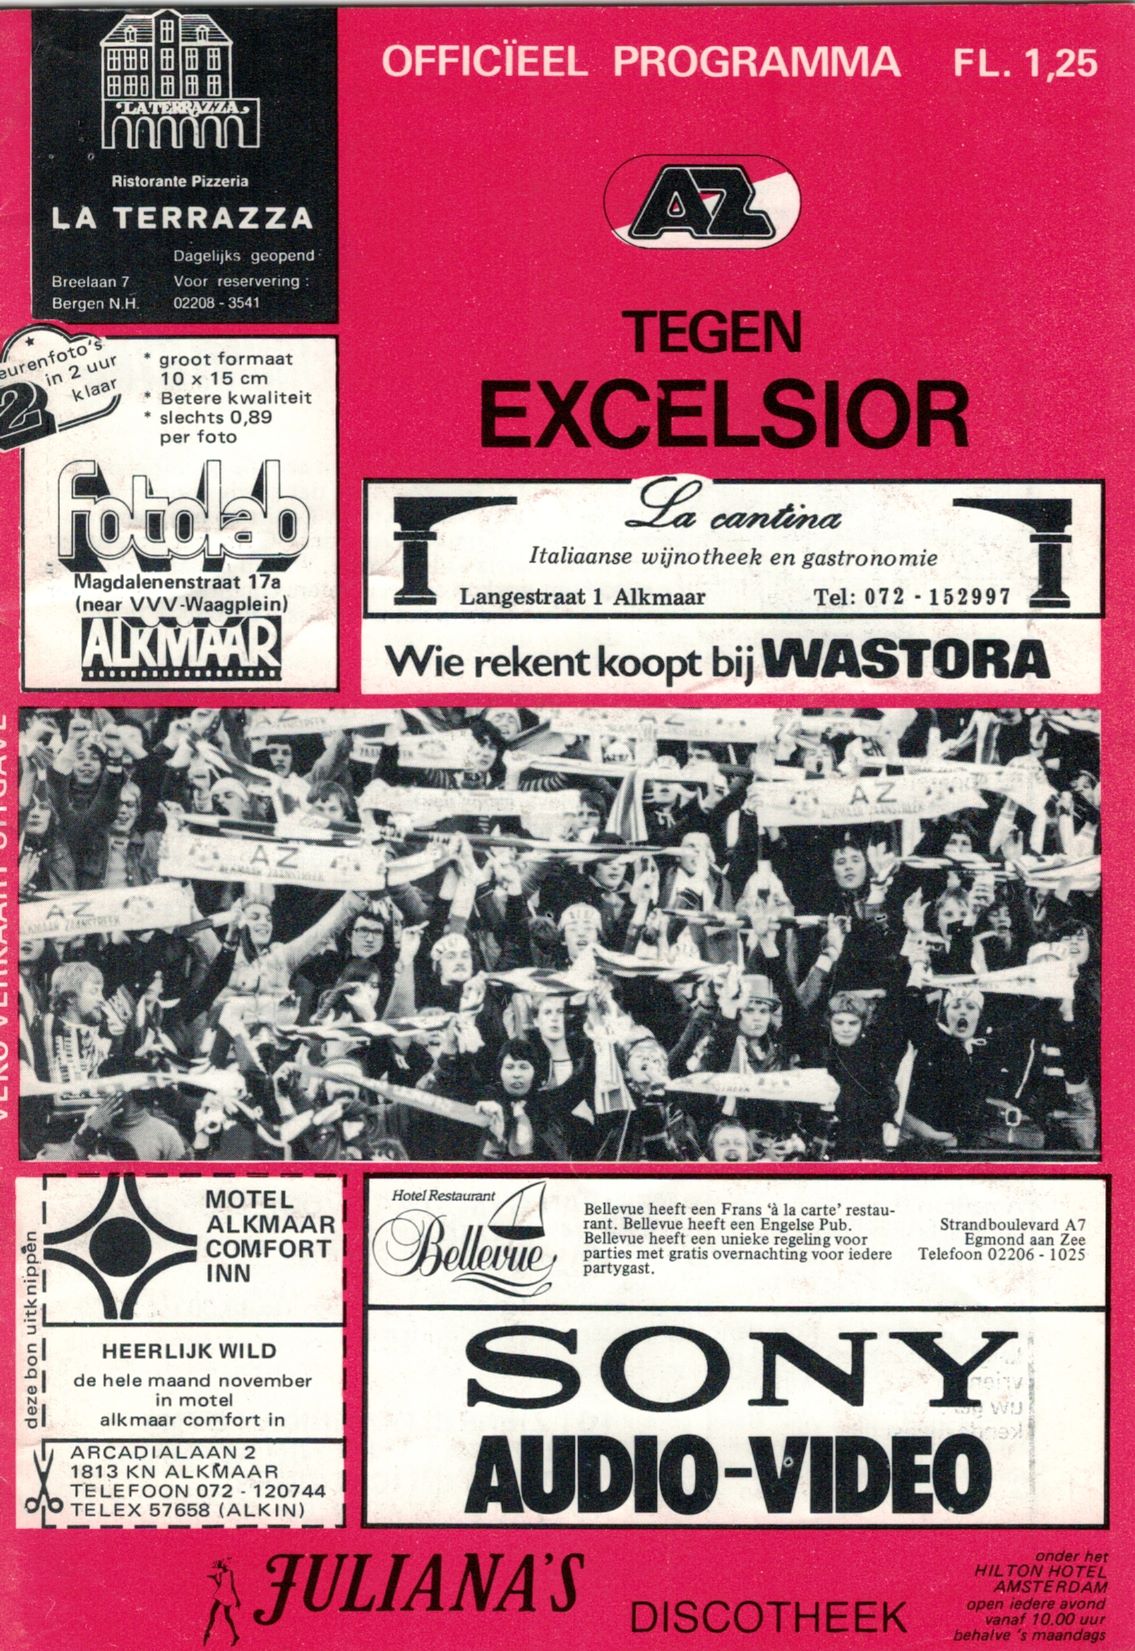 LA TERRAZZA
Ristorante Pizzeria
LA TERRAZZA
Dagelijks geopend
Breelaan 7 Voor reservering :
Bergen N.H. 02208 - 3541
OFFICÏEEL PROGRAMMA FL. 1,25
AZ
TEGEN
EXCELSIOR
eurenfoto's
in 2 uur
klaar
2
* groot formaat
10 x 15 cm
* Betere kwaliteit
* slechts 0,89
per foto
fotolab
Magdalenenstraat 17a
(near VVV-Waagplein)
ALKMAAR
La cantina
Italiaanse wijnotheek en gastronomie
Langestraat 1 Alkmaar Tel: 072 - 152997
Wie rekent koopt bij WASTORA
AZ
AZ
AZ
AZ
AZ
deze bon uitknippen
MOTEL
ALKMAAR
COMFORT
INN
HEERLIJK WILD
de hele maand november
in motel
alkmaar comfort in
ARCADIALAAN 2
1813 KN ALKMAAR
TELEFOON 072 - 120744
TELEX 57658 (ALKIN)
Hotel Restaurant
Bellevue
Bellevue heeft een Frans 'à la carte' restau-
rant. Bellevue heeft een Engelse Pub.
Bellevue heeft een unieke regeling voor
parties met gratis overnachting voor iedere
partygast.
Strandboulevard A7
Egmond aan Zee
Telefoon 02206 - 1025
SONY
AUDIO-VIDEO
JULIANA'S
DISCOTHEEK
onder het
HILTON HOTEL
AMSTERDAM
open iedere avond
vanaf 10.00 uur
behalve 's maandags